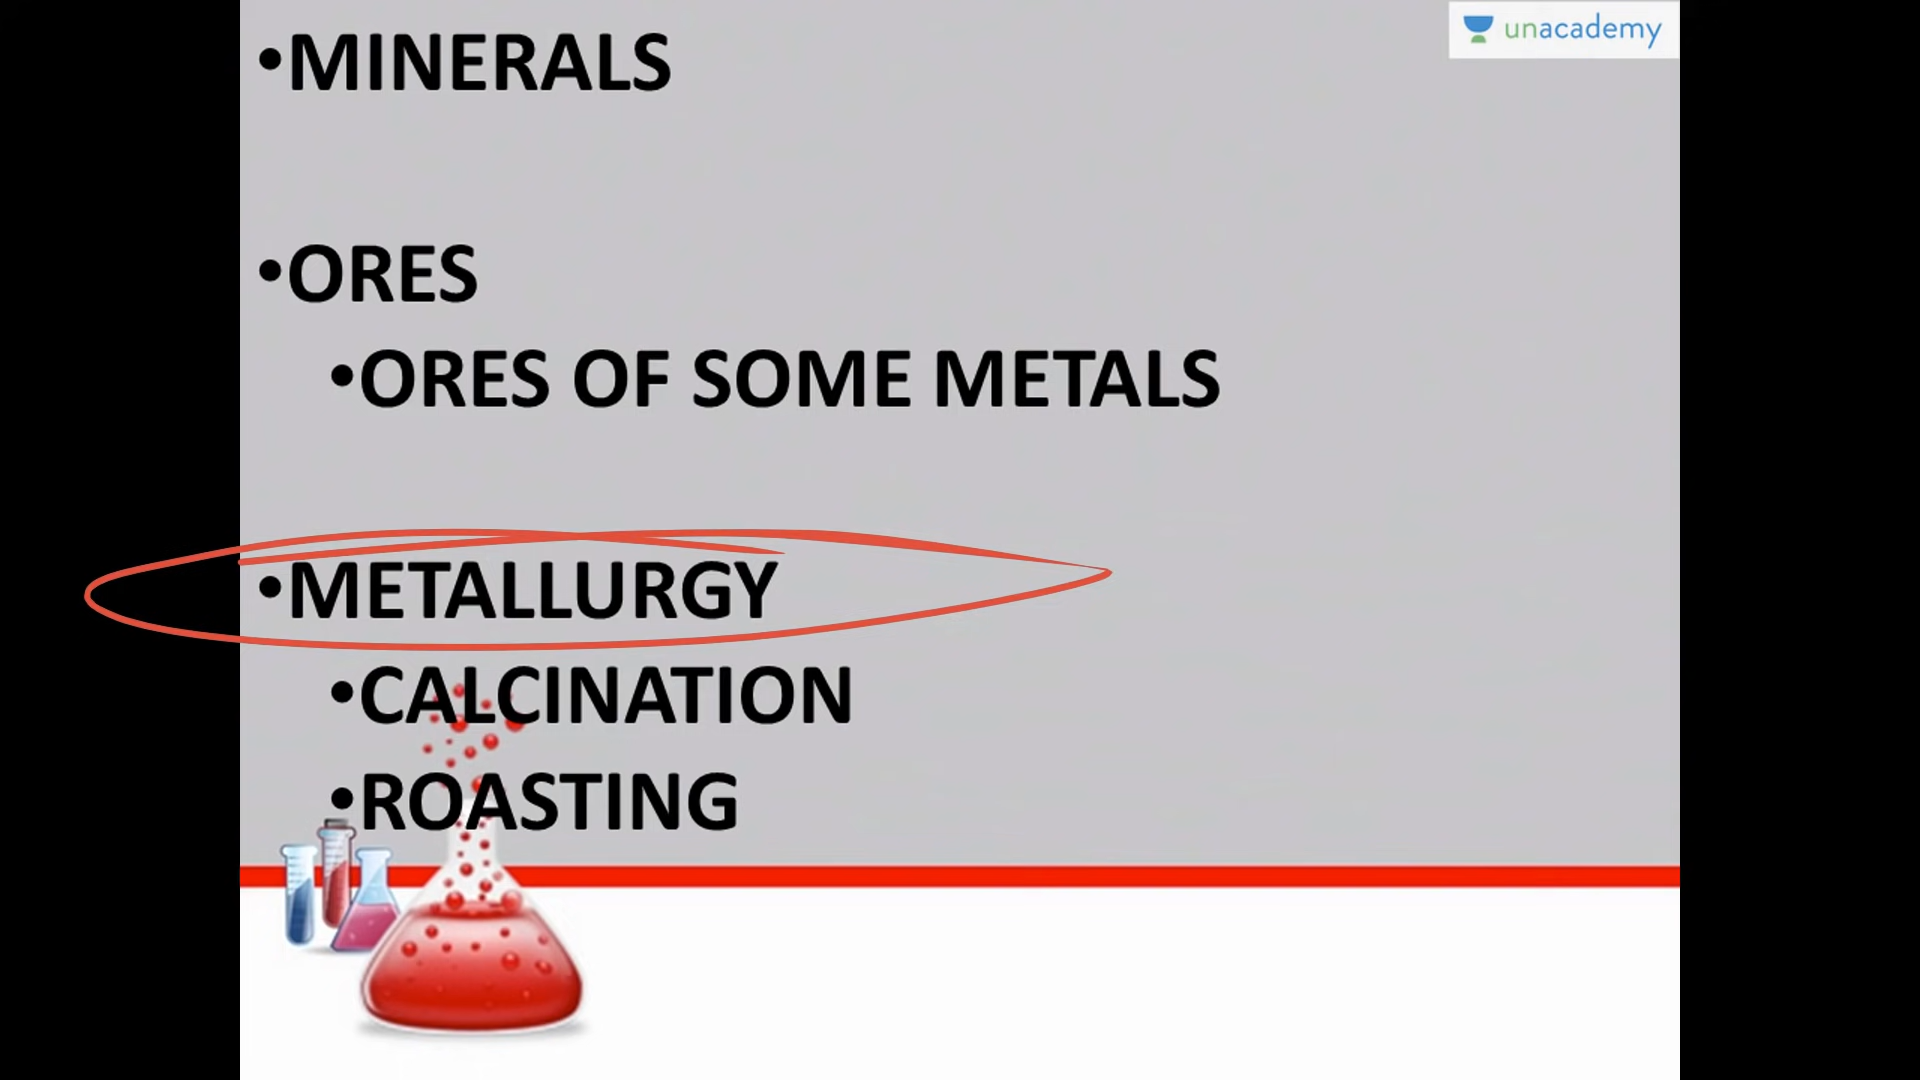 unacademy
•MINERALS
•ORES
•ORES OF SOME METALS
•METALLURGY
•CALCINATION
•ROASTING